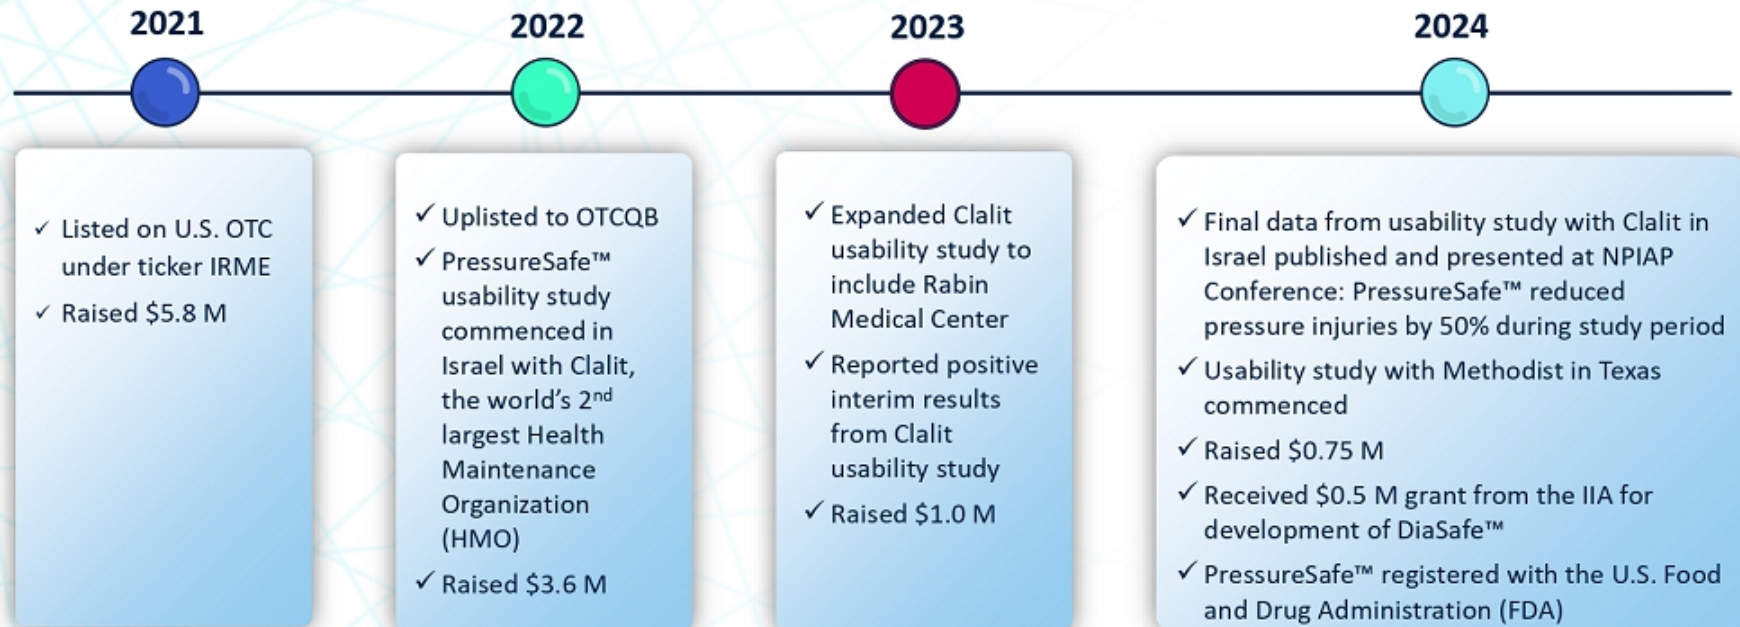 2021
2022
2023
2024
✓ Listed on U.S. OTC
under ticker IRME
✓ Raised $5.8 M
✓ Uplisted to OTCQB
✓ PressureSafe™
usability study
commenced in
Israel with Clalit,
the world’s 2nd
largest Health
Maintenance
Organization
(HMO)
✓ Raised $3.6 M
✓ Expanded Clalit
usability study to
include Rabin
Medical Center
✓ Reported positive
interim results
from Clalit
usability study
✓ Raised $1.0 M
✓ Final data from usability study with Clalit in
Israel published and presented at NPIAP
Conference: PressureSafe™ reduced
pressure injuries by 50% during study period
✓ Usability study with Methodist in Texas
commenced
✓ Raised $0.75 M
✓ Received $0.5 M grant from the IIA for
development of DiaSafe™
✓ PressureSafe™ registered with the U.S. Food
and Drug Administration (FDA)